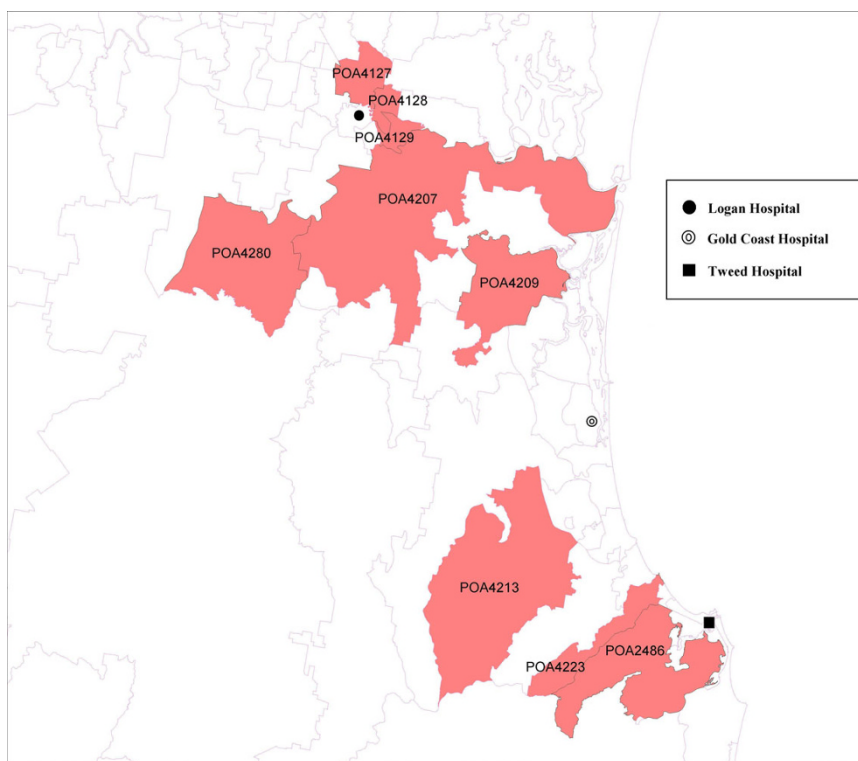 POA4127
POA4128
POA4129
POA4207
POA4280
POA4209
Logan Hospital
Gold Coast Hospital
Tweed Hospital
POA4213
POA2486
POA4223